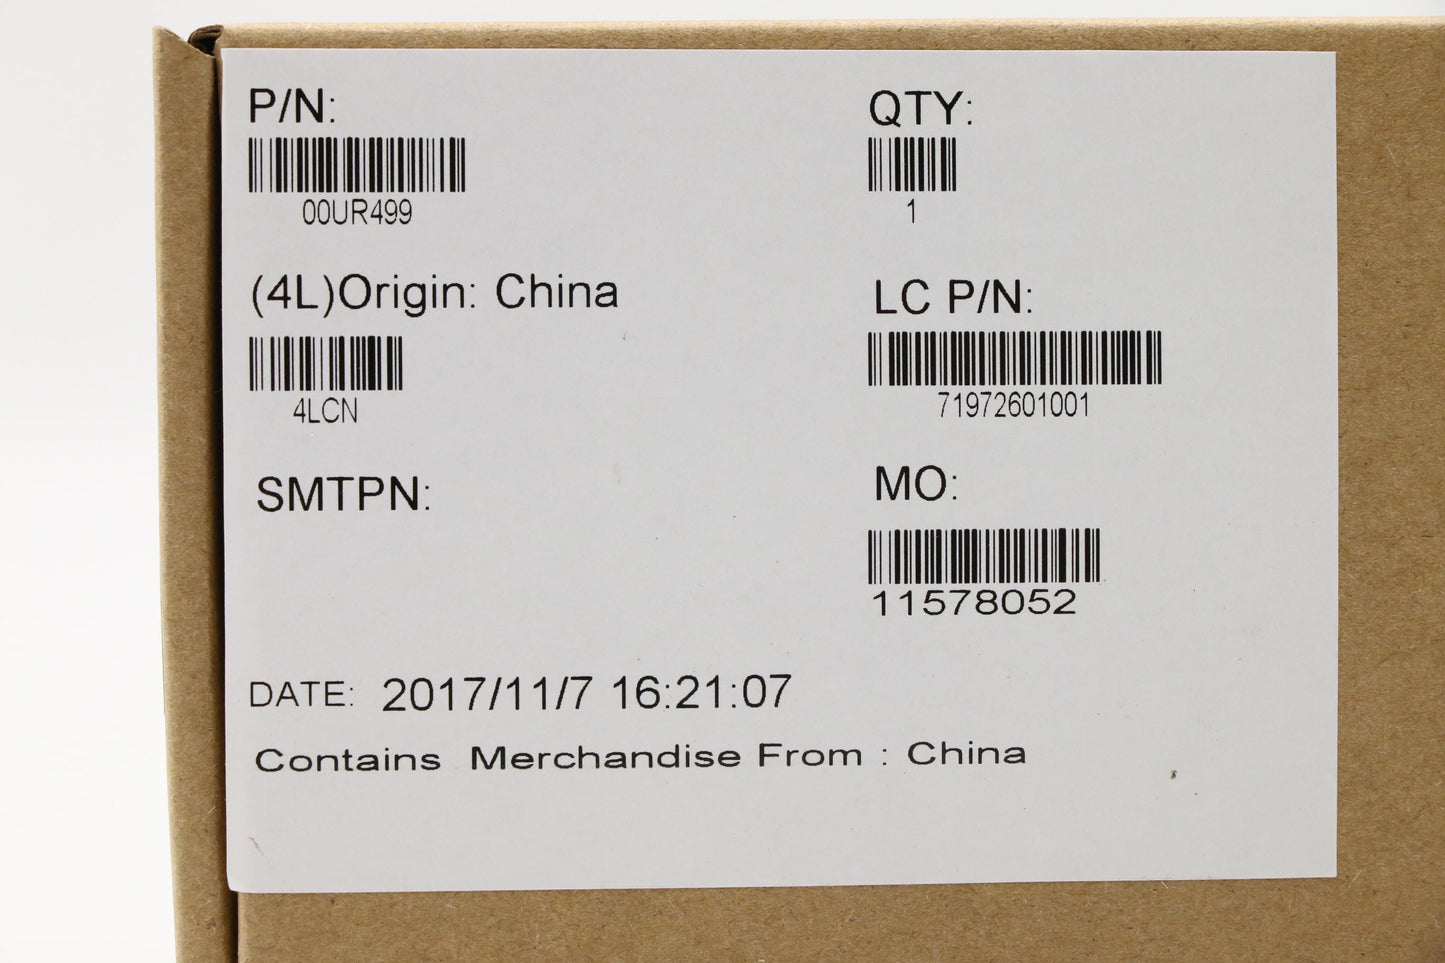 P/N:
00UR499
QTY:
1
(4L)Origin: China
4LCN
LC P/N:
71972601001
SMTPN:
MO:
11578052
DATE: 2017/11/7 16:21:07
Contains Merchandise From : China